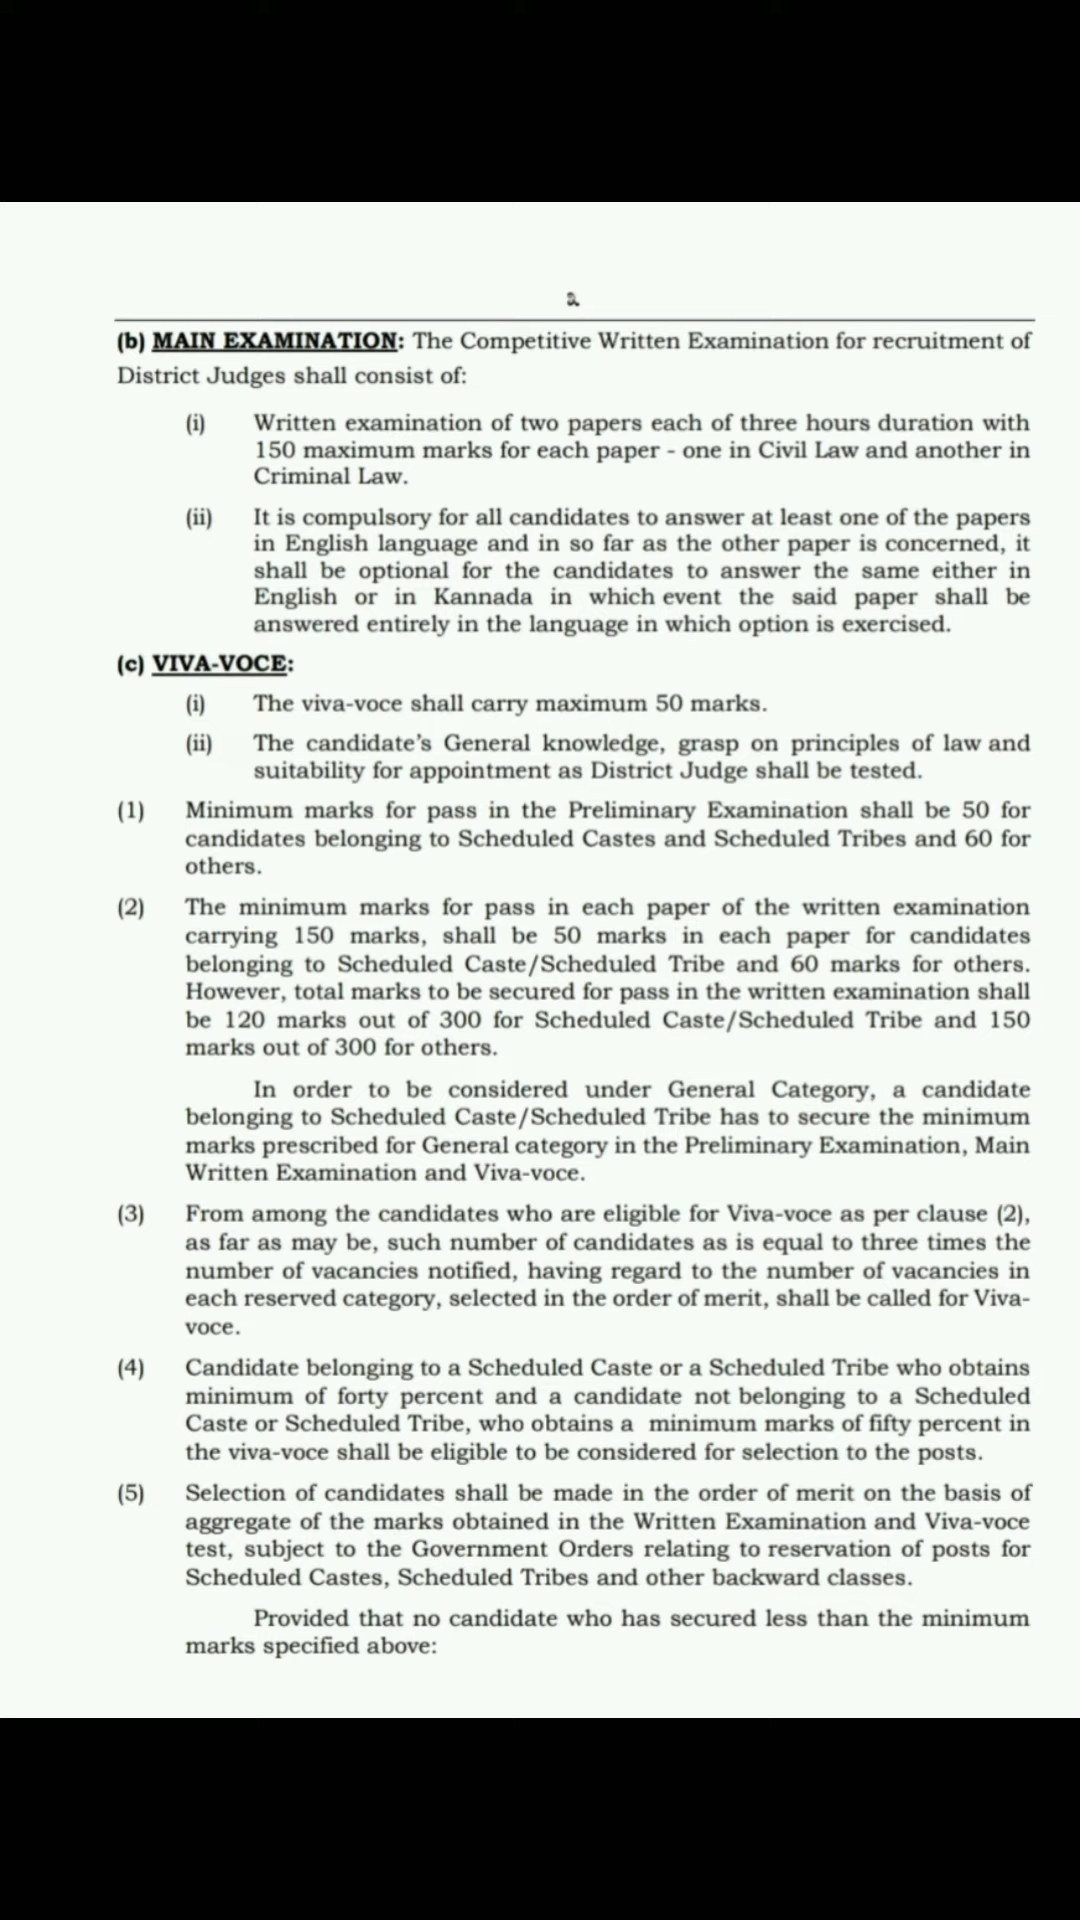 ೨
(b) MAIN EXAMINATION: The Competitive Written Examination for recruitment of
District Judges shall consist of:
(i) Written examination of two papers each of three hours duration with
150 maximum marks for each paper - one in Civil Law and another in
Criminal Law.
(ii) It is compulsory for all candidates to answer at least one of the papers
in English language and in so far as the other paper is concerned, it
shall be optional for the candidates to answer the same either in
English or in Kannada in which event the said paper shall be
answered entirely in the language in which option is exercised.
(c) VIVA-VOCE:
(i) The viva-voce shall carry maximum 50 marks.
(ii) The candidate’s General knowledge, grasp on principles of law and
suitability for appointment as District Judge shall be tested.
(1) Minimum marks for pass in the Preliminary Examination shall be 50 for
candidates belonging to Scheduled Castes and Scheduled Tribes and 60 for
others.
(2) The minimum marks for pass in each paper of the written examination
carrying 150 marks, shall be 50 marks in each paper for candidates
belonging to Scheduled Caste/Scheduled Tribe and 60 marks for others.
However, total marks to be secured for pass in the written examination shall
be 120 marks out of 300 for Scheduled Caste/Scheduled Tribe and 150
marks out of 300 for others.
In order to be considered under General Category, a candidate
belonging to Scheduled Caste/Scheduled Tribe has to secure the minimum
marks prescribed for General category in the Preliminary Examination, Main
Written Examination and Viva-voce.
(3) From among the candidates who are eligible for Viva-voce as per clause (2),
as far as may be, such number of candidates as is equal to three times the
number of vacancies notified, having regard to the number of vacancies in
each reserved category, selected in the order of merit, shall be called for Viva-
voce.
(4) Candidate belonging to a Scheduled Caste or a Scheduled Tribe who obtains
minimum of forty percent and a candidate not belonging to a Scheduled
Caste or Scheduled Tribe, who obtains a minimum marks of fifty percent in
the viva-voce shall be eligible to be considered for selection to the posts.
(5) Selection of candidates shall be made in the order of merit on the basis of
aggregate of the marks obtained in the Written Examination and Viva-voce
test, subject to the Government Orders relating to reservation of posts for
Scheduled Castes, Scheduled Tribes and other backward classes.
Provided that no candidate who has secured less than the minimum
marks specified above: